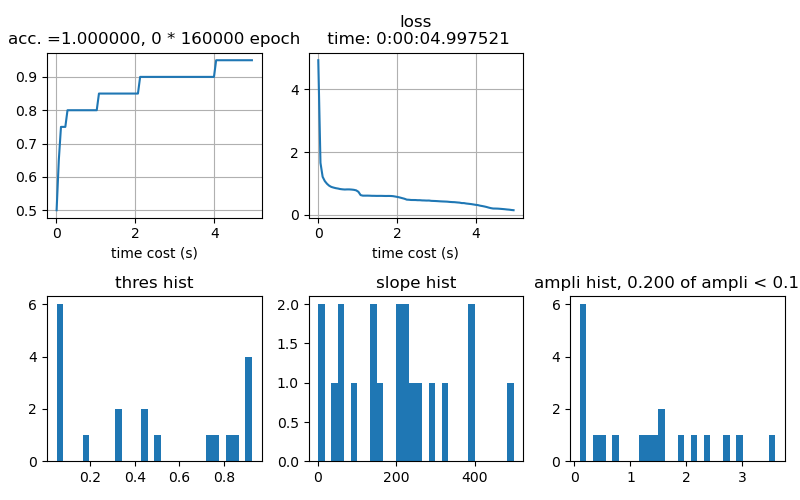 acc. =1.000000, 0 * 160000 epoch
0.9
0.8
0.7
0.6
0.5
0 2 4
time cost (s)
loss
time: 0:00:04.997521
4
2
0
0 2 4
time cost (s)
thres hist
6
4
2
0
0.2 0.4 0.6 0.8
slope hist
2.0
1.5
1.0
0.5
0.0
0 200 400
ampli hist, 0.200 of ampli < 0.1
6
4
2
0
0 1 2 3